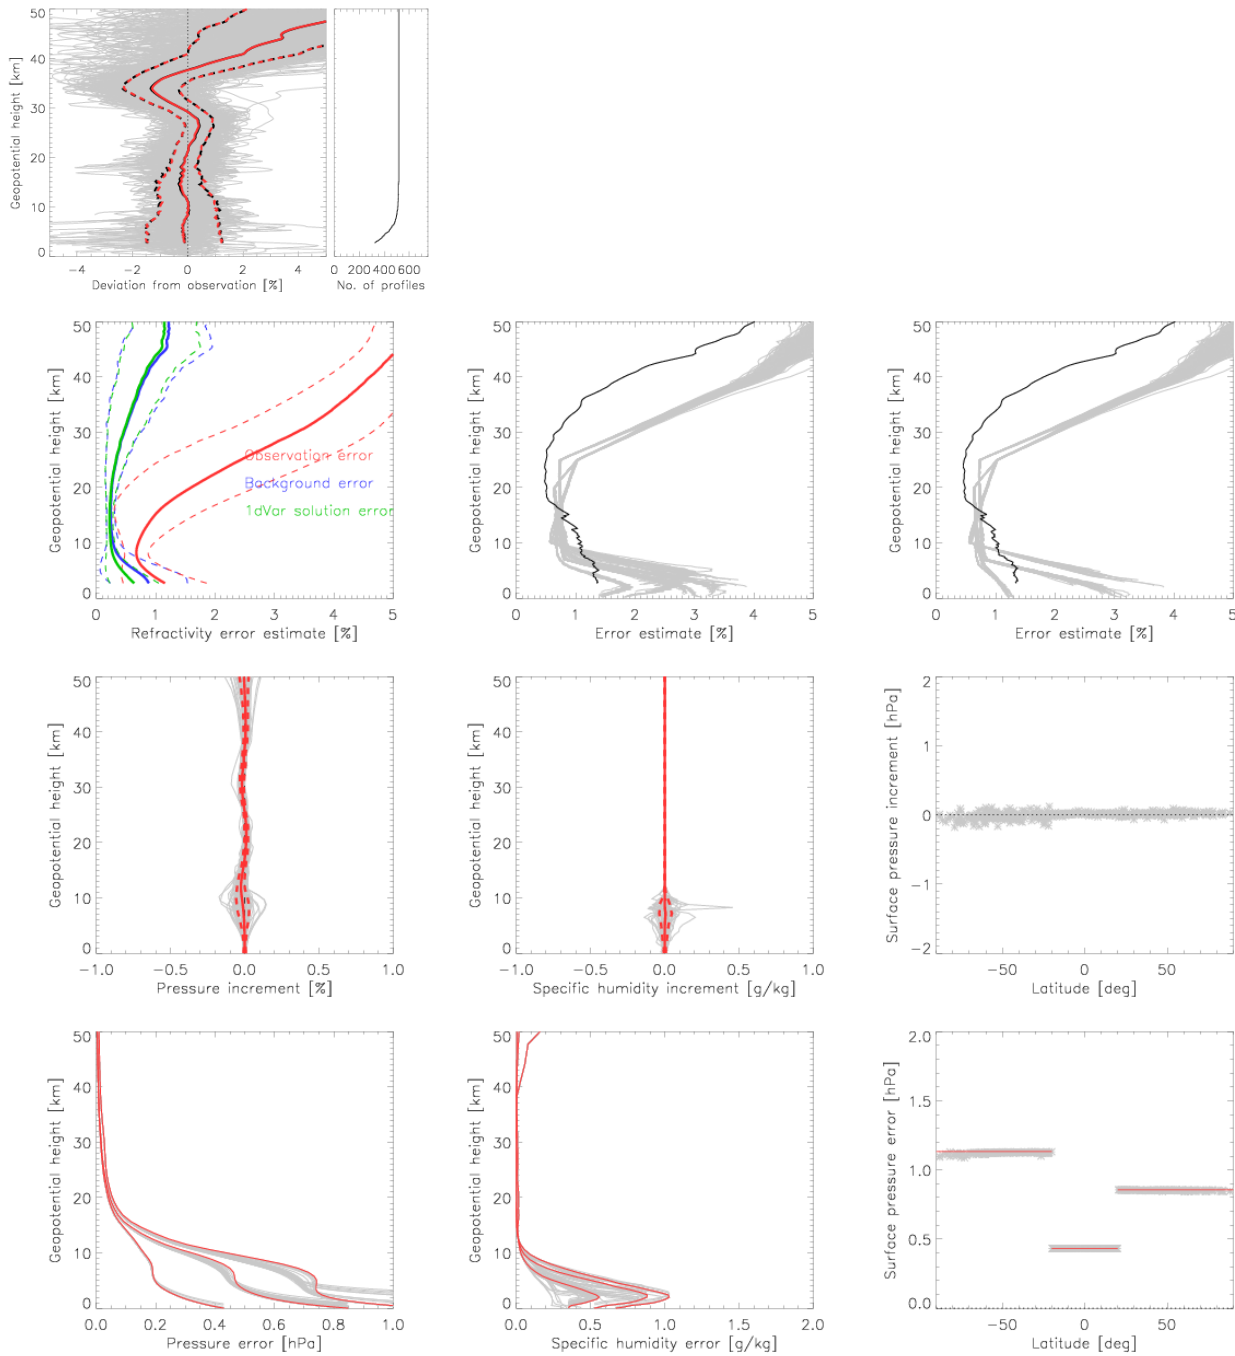 50
40
30
20
10
0
Geopotential height [km]
−4 −2 0 2 4
Deviation from observation [%]
0 200400600
No. of profiles
50
40
30
20
10
0
Geopotential height [km]
Observation error
Background error
1dVar solution error
0 1 2 3 4 5
Refractivity error estimate [%]
50
40
30
20
10
0
Geopotential height [km]
0 1 2 3 4 5
Error estimate [%]
50
40
30
20
10
0
Geopotential height [km]
0 1 2 3 4 5
Error estimate [%]
50
40
30
20
10
0
Geopotential height [km]
−1.0 −0.5 0.0 0.5 1.0
Pressure increment [%]
50
40
30
20
10
0
Geopotential height [km]
−1.0 −0.5 0.0 0.5 1.0
Specific humidity increment [g/kg]
2
1
0
−1
−2
Surface pressure increment [hPa]
−50 0 50
Latitude [deg]
50
40
30
20
10
0
Geopotential height [km]
0.0 0.2 0.4 0.6 0.8 1.0
Pressure error [hPa]
50
40
30
20
10
0
Geopotential height [km]
0.0 0.5 1.0 1.5 2.0
Specific humidity error [g/kg]
2.0
1.5
1.0
0.5
0.0
Surface pressure error [hPa]
−50 0 50
Latitude [deg]